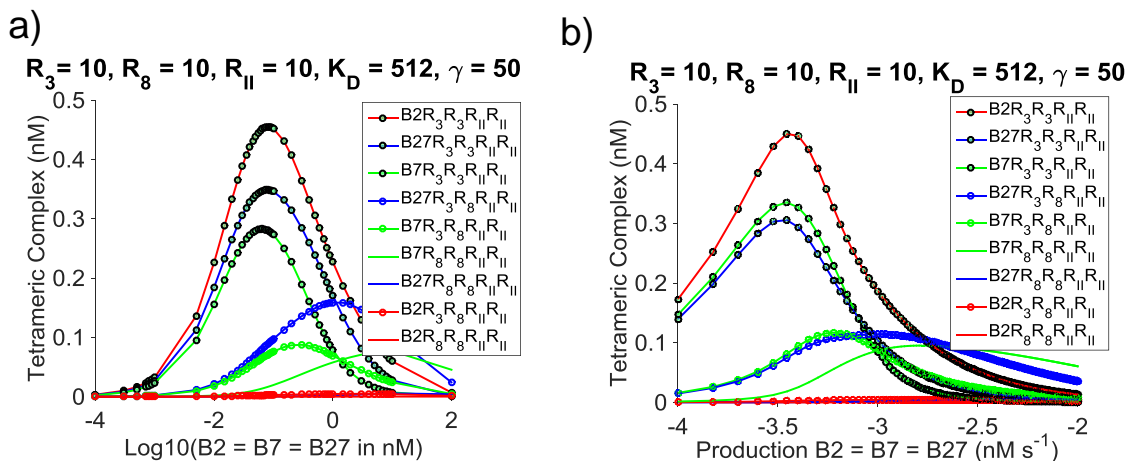 a)
R3= 10, R8 = 10, RII = 10, KD = 512, γ = 50
Tetrameric Complex (nM)
0.5
0.4
0.3
0.2
0.1
0
-4
-2
0
2
Log10(B2 = B7 = B27 in nM)
B2R3R3RIIRII
B27R3R3RIIRII
B7R3R3RIIRII
B27R3R8RIIRII
B7R3R8RIIRII
B7R8R8RIIRII
B27R8R8RIIRII
B2R3R8RIIRII
B2R8R8RIIRII
b)
R3= 10, R8 = 10, RII = 10, KD = 512, γ = 50
Tetrameric Complex (nM)
0.5
0.4
0.3
0.2
0.1
0
-4
-3.5
-3
-2.5
-2
Production B2 = B7 = B27 (nM s-1)
B2R3R3RIIRII
B27R3R3RIIRII
B7R3R3RIIRII
B27R3R8RIIRII
B7R3R8RIIRII
B7R8R8RIIRII
B27R8R8RIIRII
B2R3R8RIIRII
B2R8R8RIIRII